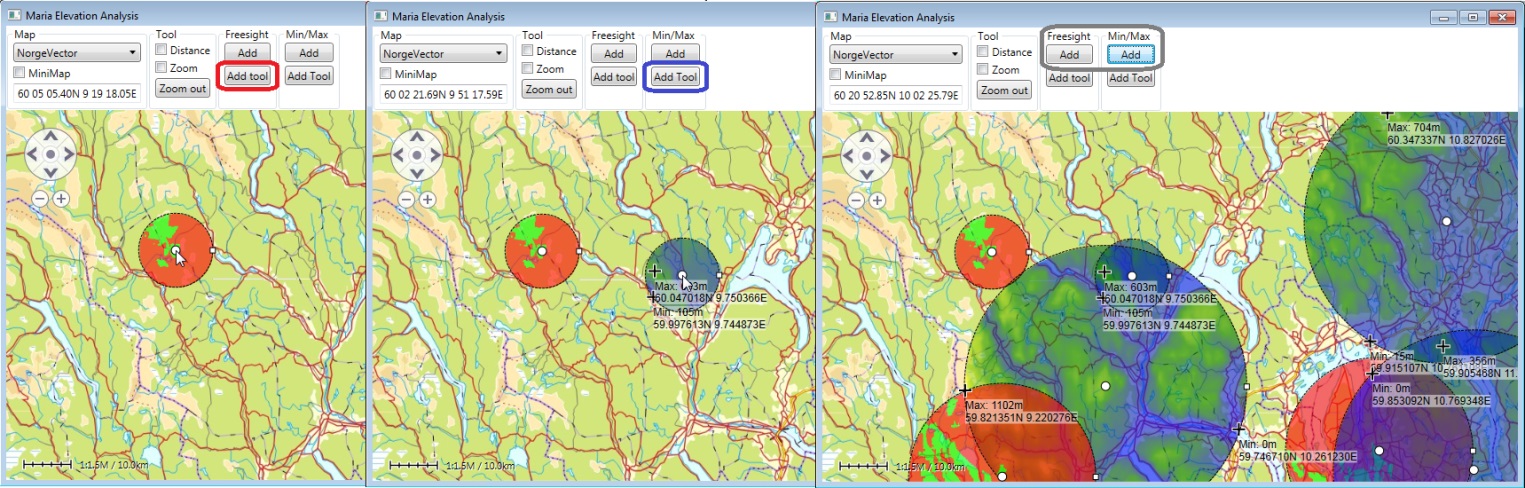 Maria Elevation Analysis
Map Tool Freesight Min/Max
NorgeVector Distance Add Add
MiniMap Zoom Add tool Add Tool
60 05 05.40N 9 19 18.05E Zoom out
1:1.5M / 10.0km
Maria Elevation Analysis
Map Tool Freesight Min/Max
NorgeVector Distance Add Add
MiniMap Zoom Add tool Add Tool
60 02 21.69N 9 51 17.59E Zoom out
Max:
60.047018N 9.750366E
Min: 105m
59.997613N 9.744873E
1:1.5M / 10.0km
Maria Elevation Analysis
Map Tool Freesight Min/Max
NorgeVector Distance Add Add
MiniMap Zoom Add tool Add Tool
60 20 52.85N 10 02 25.79E Zoom out
Max: 704m
60.347337N 10.827026E
Max: 603m
60.047018N 9.750366E
Min: 105m
59.997613N 9.744873E
Min: 15m
59.915107N
Max: 356m
59.905468N 11.
Min: 0m
59.853092N 10.769348E
Max: 1102m
59.821351N 9.220276E
Min: 0m
59.746710N 10.261230E
1:1.5M / 10.0km